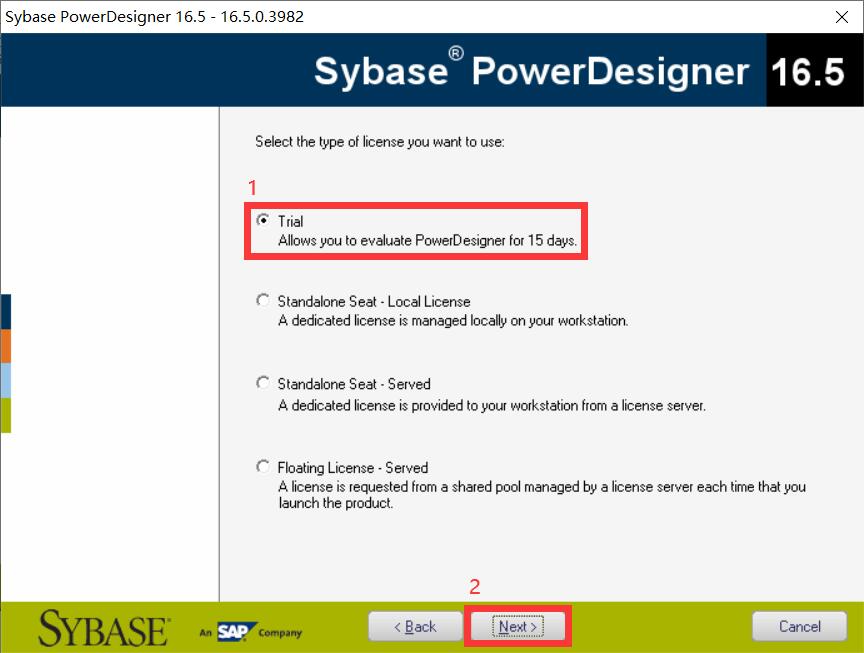 Sybase PowerDesigner 16.5 - 16.5.0.3982
Sybase® PowerDesigner 16.5
Select the type of license you want to use:
1
Trial
Allows you to evaluate PowerDesigner for 15 days.
Standalone Seat - Local License
A dedicated license is managed locally on your workstation.
Standalone Seat - Served
A dedicated license is provided to your workstation from a license server.
Floating License - Served
A license is requested from a shared pool managed by a license server each time that you
launch the product.
2
SYBASE® An SAP Company
< Back
Next >
Cancel